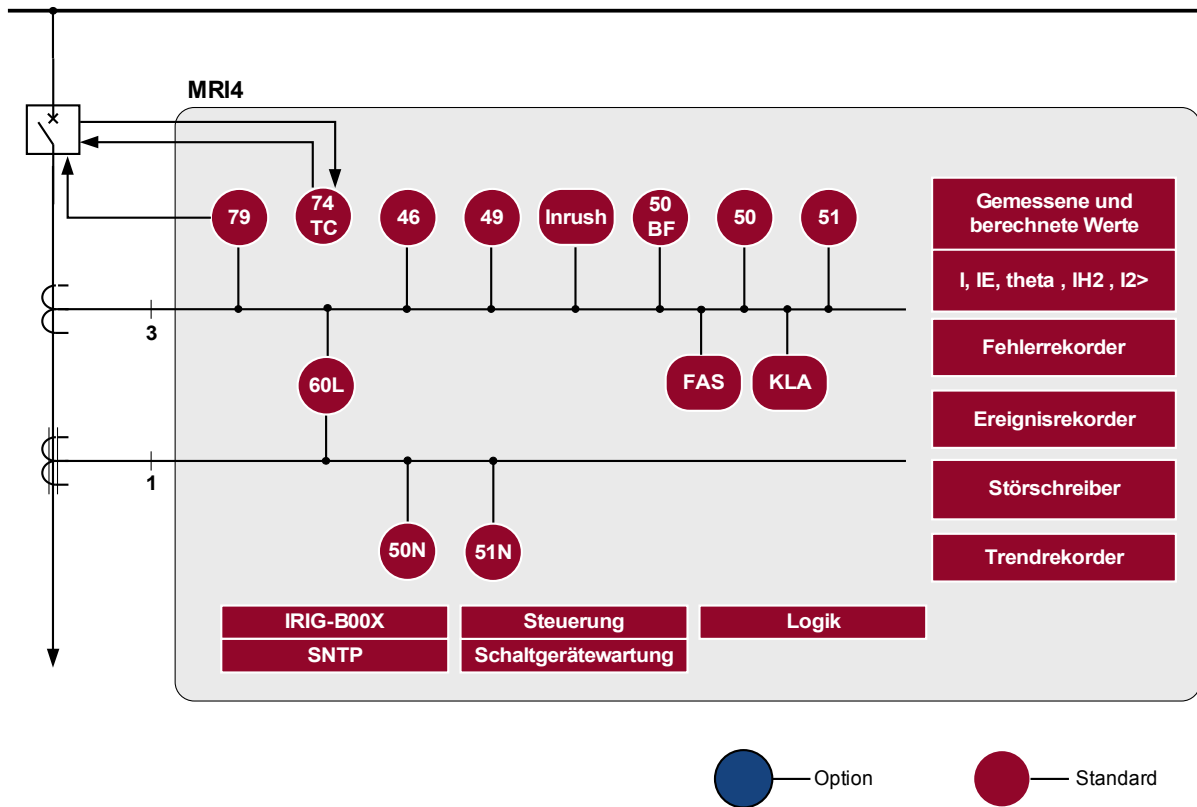 MRI4
79
74
TC
46
49
Inrush
50
BF
50
51
Gemessene und
berechnete Werte
I, IE, theta , IH2 , I2>
3
60L
FAS
KLA
Fehlerrekorder
Ereignisrekorder
1
Störschreiber
50N
51N
Trendrekorder
IRIG-B00X
Steuerung
Logik
SNTP
Schaltgerätewartung
Option
Standard